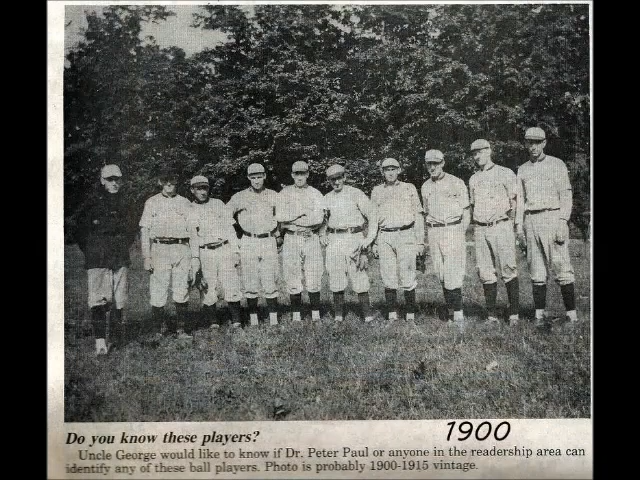 1900
Do you know these players?
Uncle George would like to know if Dr. Peter Paul or anyone in the readership area can
identify any of these ball players. Photo is probably 1900-1915 vintage.